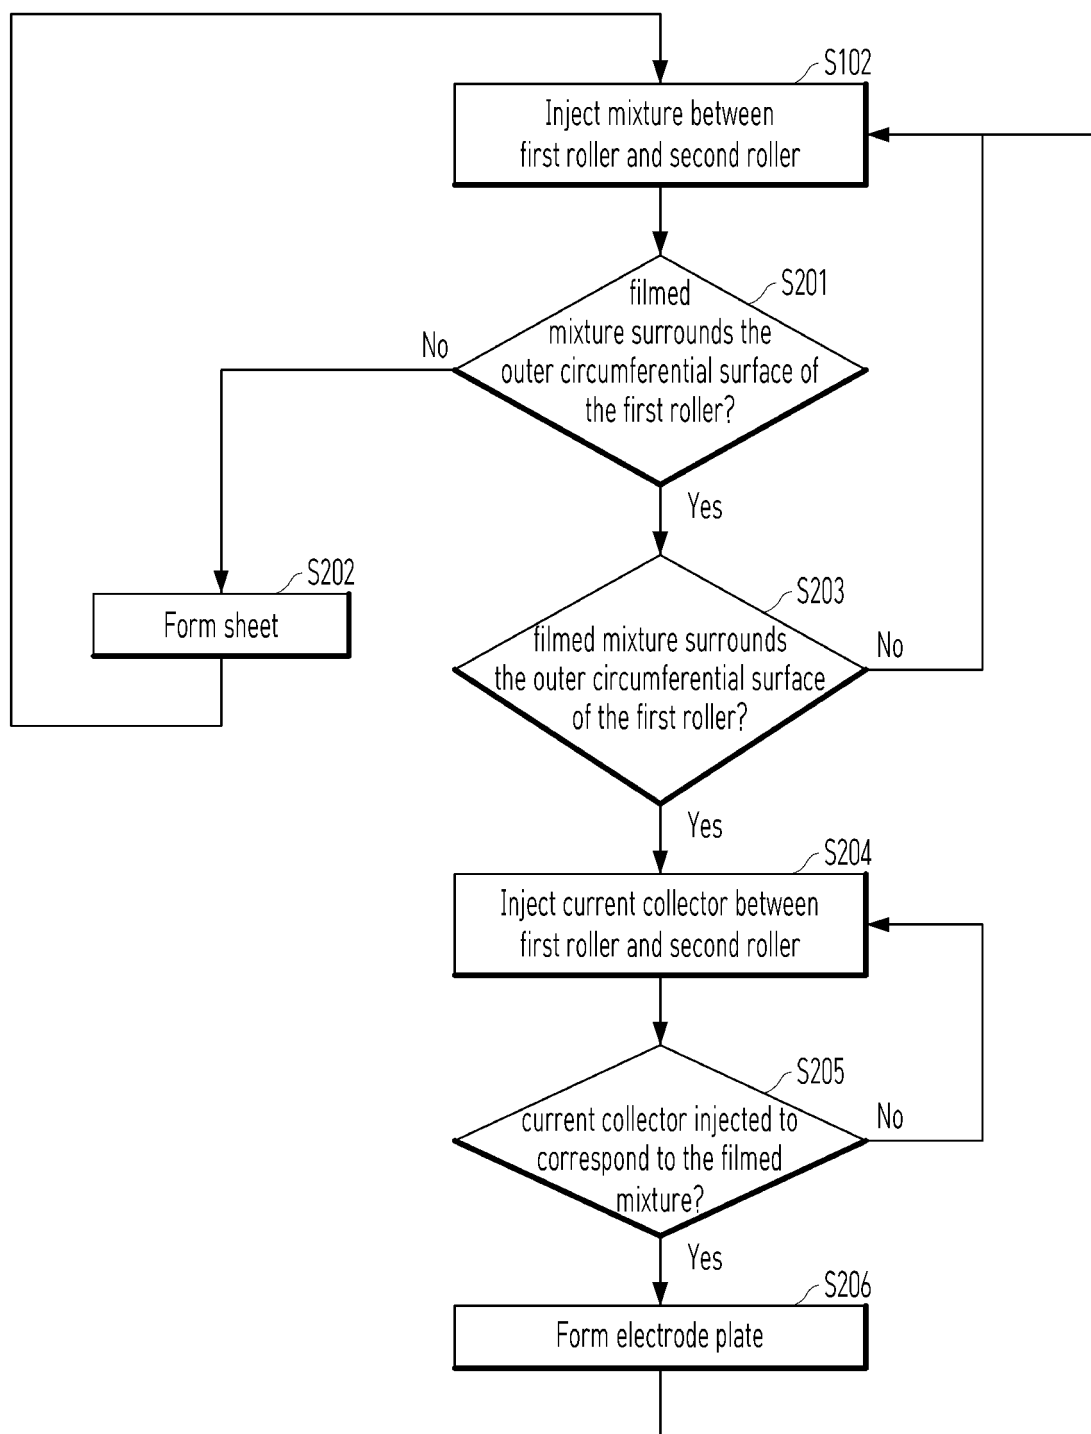 S102
Inject mixture between
first roller and second roller
S201
filmed
mixture surrounds the
outer circumferential surface of
the first roller?
No
Yes
S202
Form sheet
S203
filmed mixture surrounds
the outer circumferential surface
of the first roller?
No
Yes
S204
Inject current collector between
first roller and second roller
S205
current collector injected to
correspond to the filmed
mixture?
No
Yes
S206
Form electrode plate